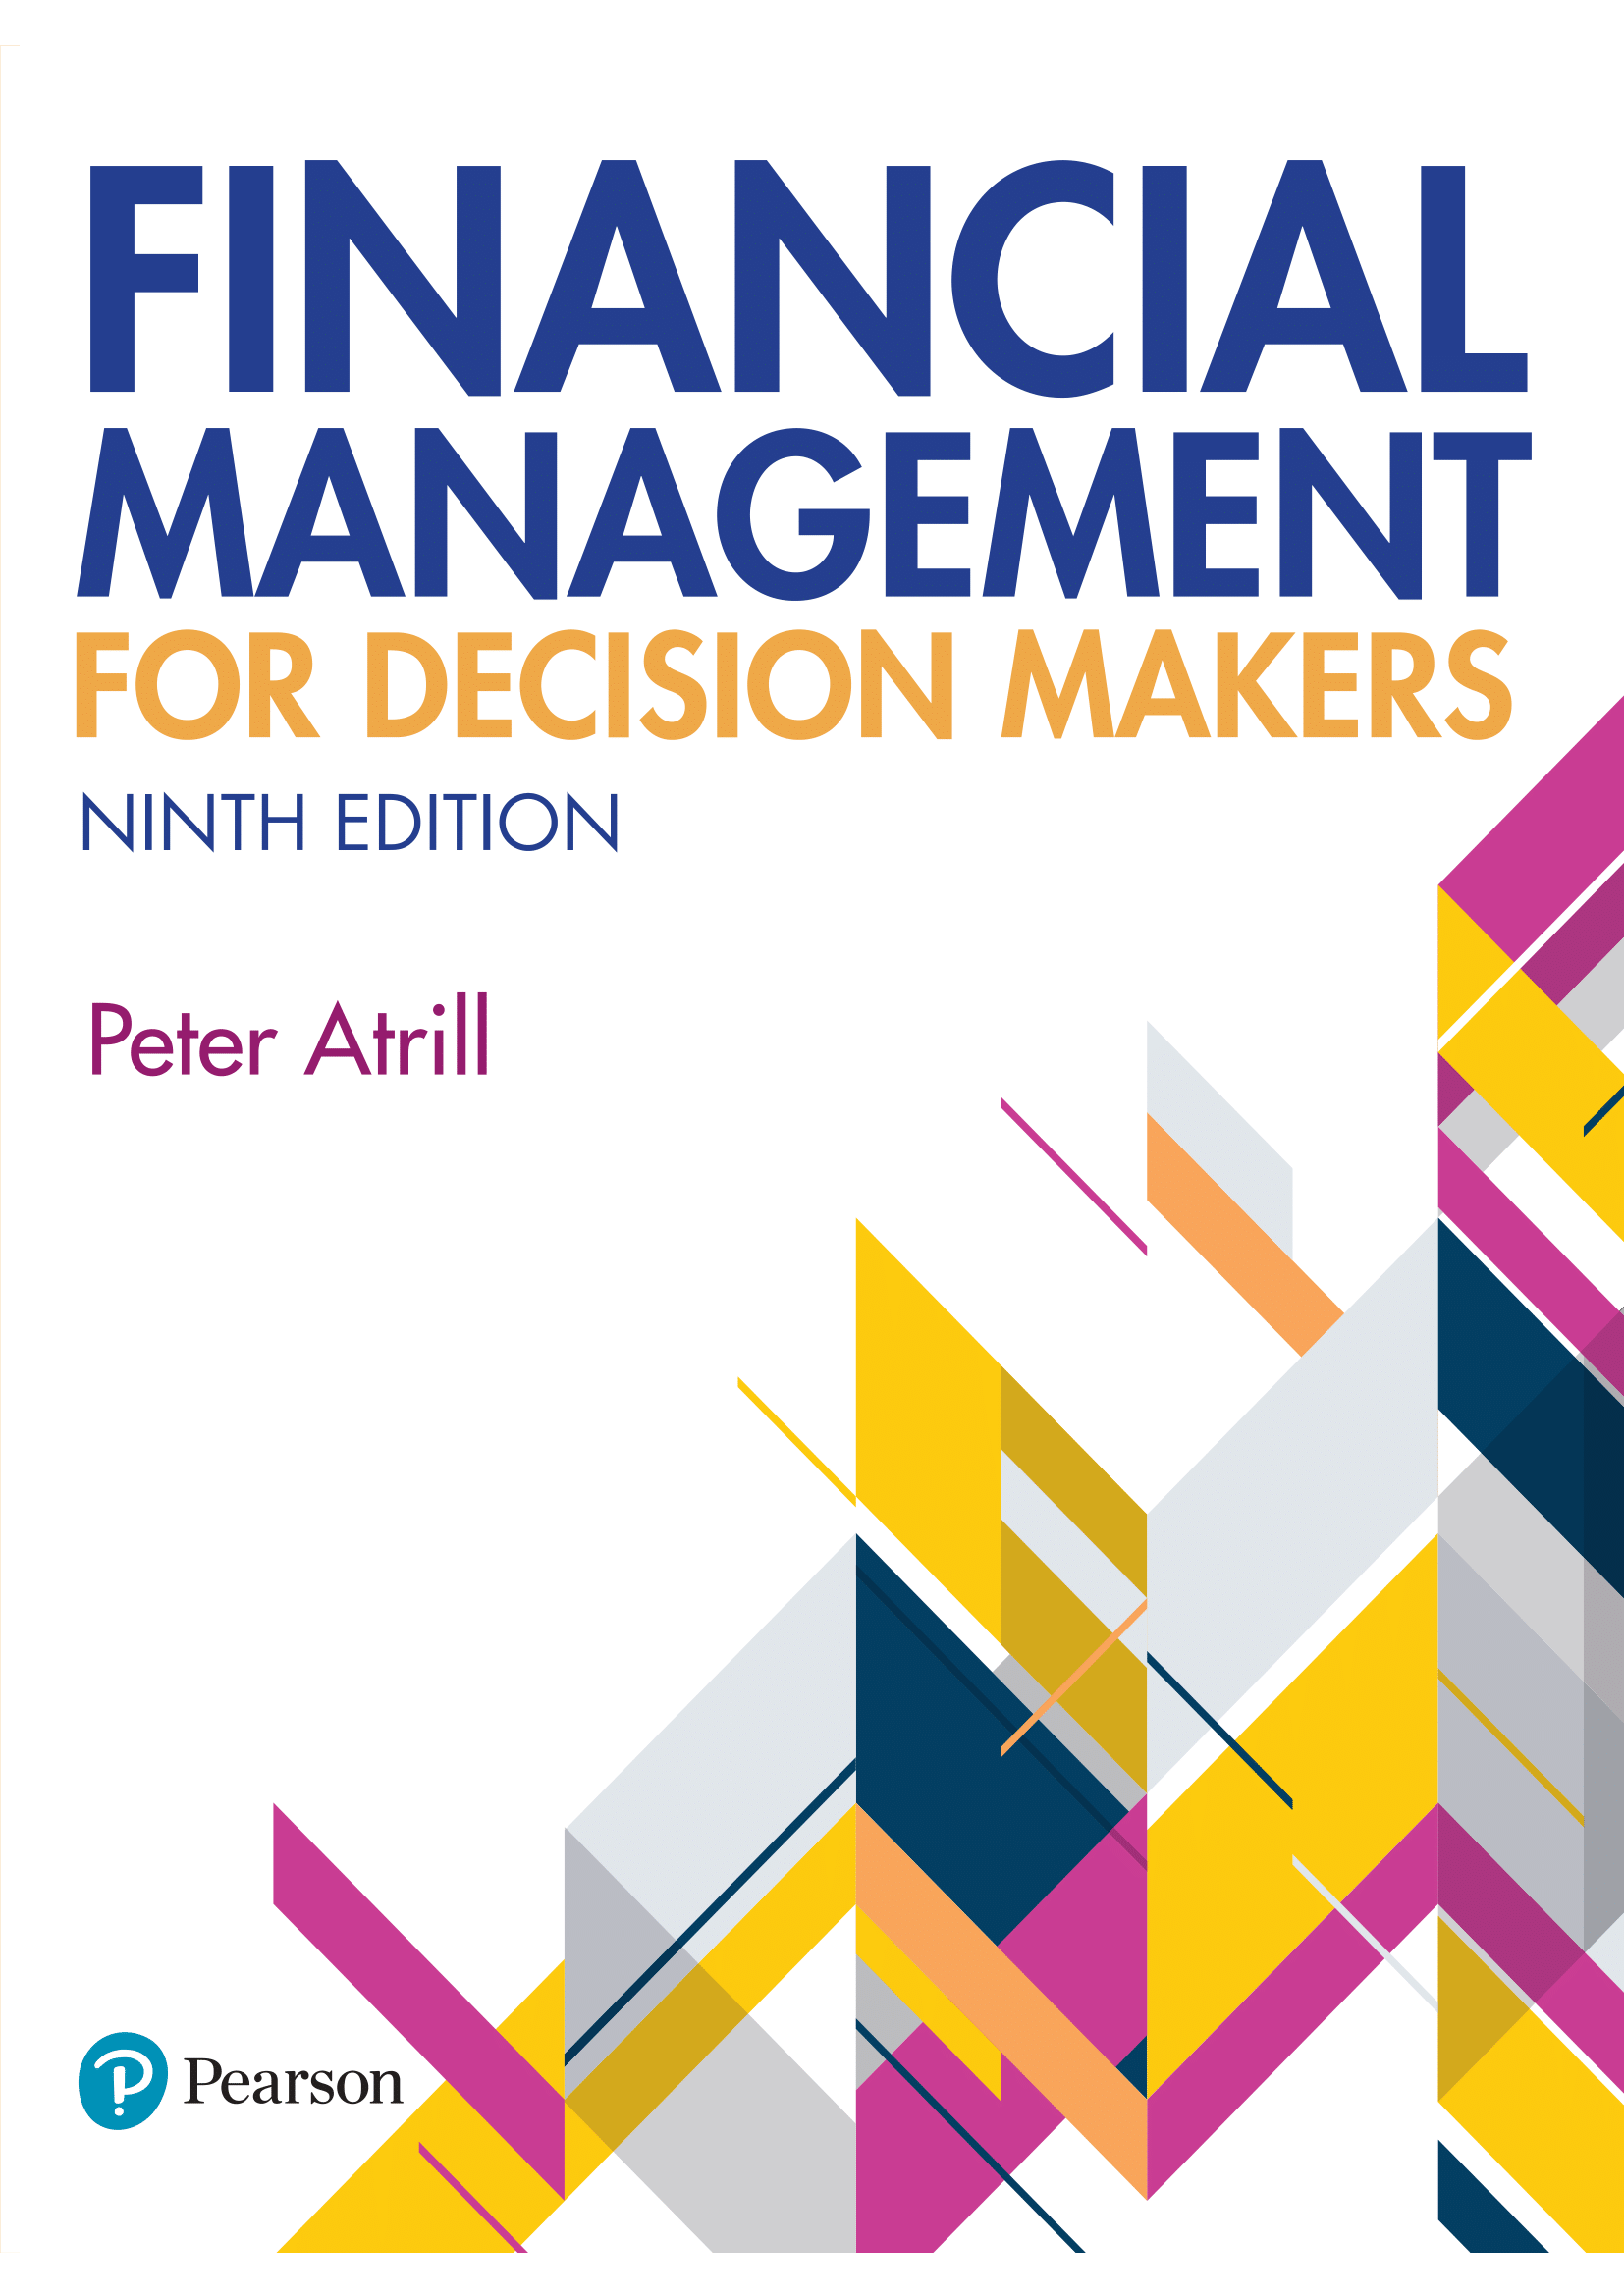 FINANCIAL
MANAGEMENT
FOR DECISION MAKERS
NINTH EDITION
Peter Atrill
Pearson